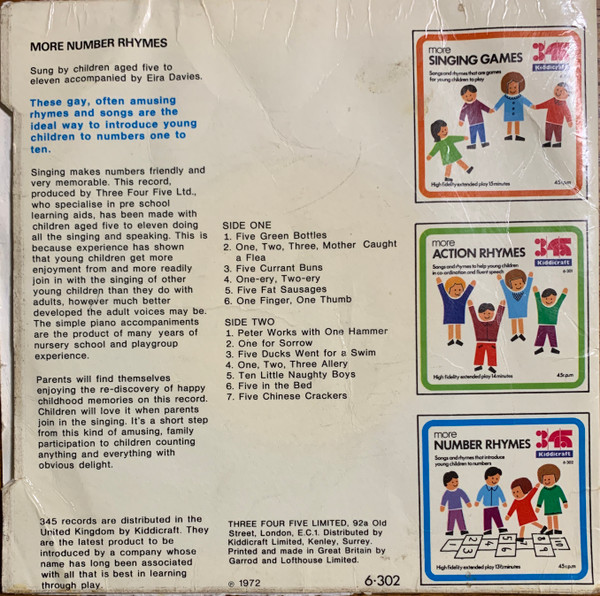 MORE NUMBER RHYMES
Sung by children aged five to
eleven accompanied by Eira Davies.
These gay, often amusing
rhymes and songs are the
ideal way to introduce young
children to numbers one to
ten.
Singing makes numbers friendly and
very memorable. This record,
produced by Three Four Five Ltd.,
who specialise in pre school
learning aids, has been made with
children aged five to eleven doing
all the singing and speaking. This is
because experience has shown
that young children get more
enjoyment from and more readily
join in with the singing of other
young children than they do with
adults, however much better
developed the adult voices may be.
The simple piano accompaniments
are the product of many years of
nursery school and playgroup
experience.
Parents will find themselves
enjoying the re-discovery of happy
childhood memories on this record.
Children will love it when parents
join in the singing. It's a short step
from this kind of amusing, family
participation to children counting
anything and everything with
obvious delight.
345 records are distributed in the
United Kingdom by Kiddicraft. They
are the latest product to be
introduced by a company whose
name has long been associated
with all that is best in learning
through play.
SIDE ONE
1. Five Green Bottles
2. One, Two, Three, Mother Caught
a Flea
3. Five Currant Buns
4. One-ery, Two-ery
5. Five Fat Sausages
6. One Finger, One Thumb
SIDE TWO
1. Peter Works with One Hammer
2. One for Sorrow
3. Five Ducks Went for a Swim
4. One, Two, Three Allery
5. Ten Little Naughty Boys
6. Five in the Bed
7. Five Chinese Crackers
THREE FOUR FIVE LIMITED, 92a Old
Street, London, E.C.1. Distributed by
Kiddicraft Limited, Kenley, Surrey.
Printed and made in Great Britain by
Garrod and Lofthouse Limited.
℗ 1972
6·302
more
SINGING GAMES
345
Kiddicraft
Songs and rhymes that are games
for young children to play
High fidelity extended play 15 minutes
45 r.p.m
more
ACTION RHYMES
345
Kiddicraft
6·301
Songs and rhymes to help young children
in co-ordination and fluent speech
High fidelity extended play 14 minutes
45 r.p.m
more
NUMBER RHYMES
345
Kiddicraft
6·302
Songs and rhymes that introduce
young children to numbers
High fidelity extended play 13½ minutes
45 r.p.m